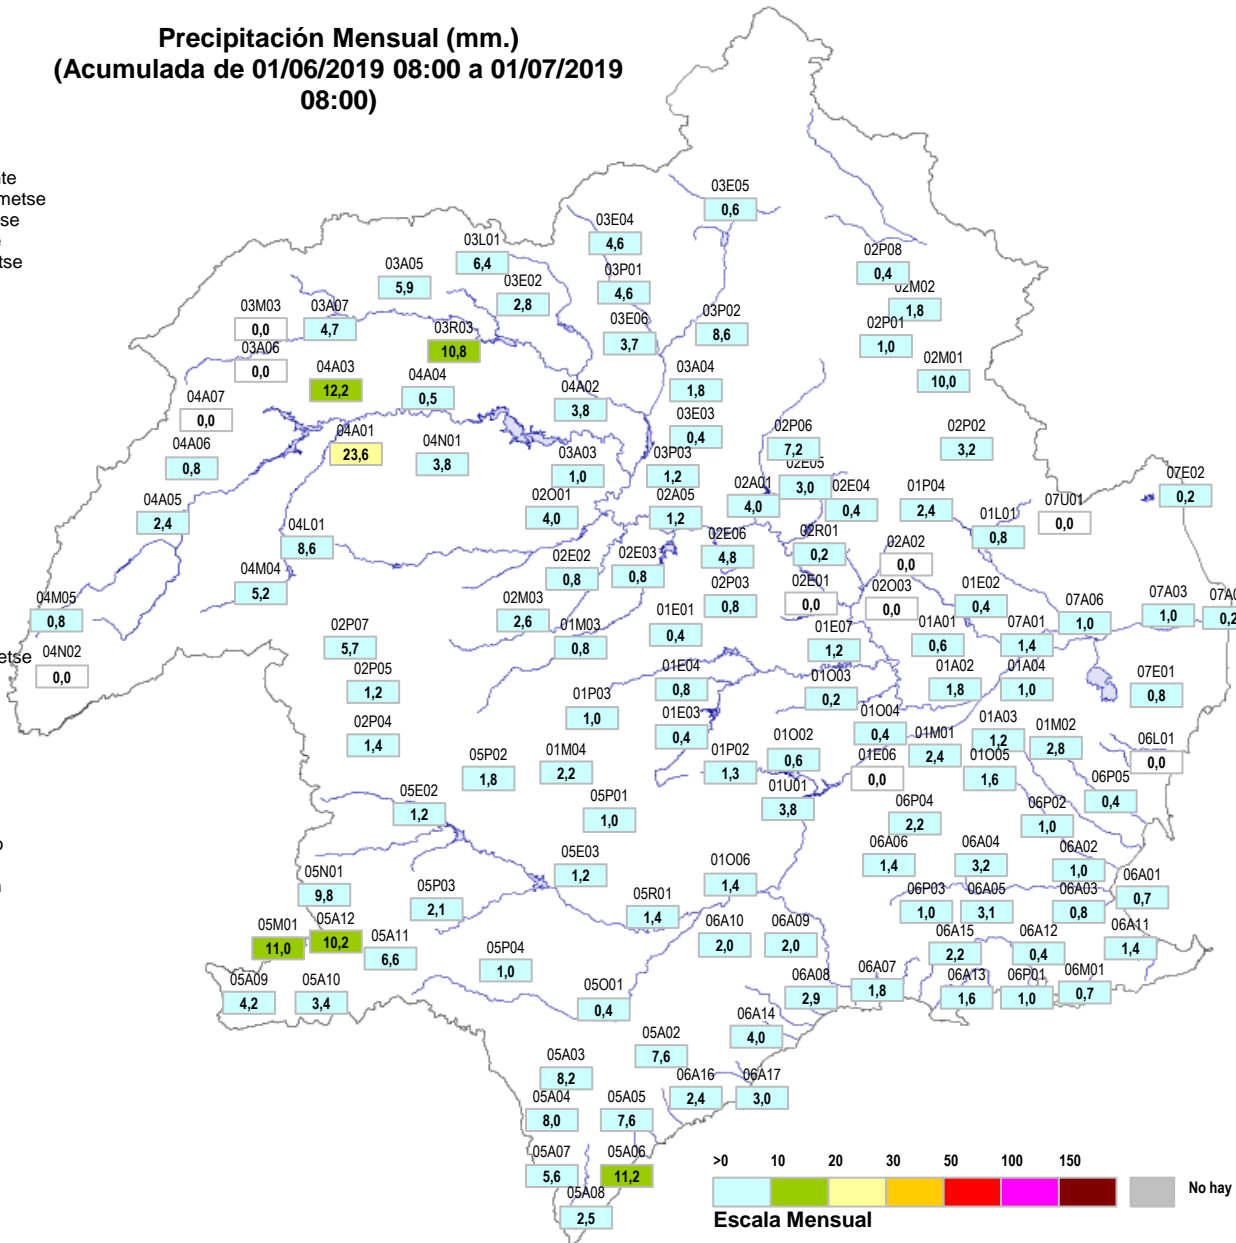 Precipitación Mensual (mm.)
(Acumulada de 01/06/2019 08:00 a 01/07/2019
08:00)
nte
metse
se
e
tse
etse
o
n
03E05
0,6
03E04
4,6
03L01
6,4
02P08
0,4
03A05
5,9
03P01
4,6
03E02
2,8
02M02
1,8
03M03
0,0
03A07
4,7
03P02
8,6
03R03
10,8
03E06
3,7
02P01
1,0
03A06
0,0
02M01
10,0
04A03
12,2
04A04
0,5
04A02
3,8
03A04
1,8
04A07
0,0
03E03
0,4
04A01
23,6
04A06
0,8
04N01
3,8
02P06
7,2
02P02
3,2
03A03
1,0
03P03
1,2
02E05
3,0
07E02
0,2
04A05
2,4
02O01
4,0
02A05
1,2
02A01
4,0
02E04
0,4
01P04
2,4
07U01
0,0
01L01
0,8
04L01
8,6
02E06
4,8
02R01
0,2
02A02
0,0
02E02
0,8
02E03
0,8
04M04
5,2
02P03
0,8
02E01
0,0
02O03
0,0
01E02
0,4
04M05
0,8
02M03
2,6
01E01
0,4
07A06
1,0
07A03
1,0
07A0
0,2
02P07
5,7
01M03
0,8
01E07
1,2
01A01
0,6
07A01
1,4
04N02
0,0
02P05
1,2
01E04
0,8
01O03
0,2
01A02
1,8
01A04
1,0
07E01
0,8
01P03
1,0
02P04
1,4
01E03
0,4
01O04
0,4
01A03
1,2
01M02
2,8
01M01
2,4
06L01
0,0
05P02
1,8
01M04
2,2
01P02
1,3
01O02
0,6
01E06
0,0
01O05
1,6
05E02
1,2
05P01
1,0
01U01
3,8
06P04
2,2
06P02
1,0
06P05
0,4
05E03
1,2
01O06
1,4
06A06
1,4
06A04
3,2
06A02
1,0
05N01
9,8
05P03
2,1
05R01
1,4
06P03
1,0
06A05
3,1
06A03
0,8
06A01
0,7
05M01
11,0
05A12
10,2
05A11
6,6
06A10
2,0
06A09
2,0
06A15
2,2
06A12
0,4
06A11
1,4
05P04
1,0
05A09
4,2
05A10
3,4
05O01
0,4
06A08
2,9
06A07
1,8
06A13
1,6
06P01
1,0
06M01
0,7
06A14
4,0
05A02
7,6
05A03
8,2
06A16
2,4
06A17
3,0
05A04
8,0
05A05
7,6
05A07
5,6
05A06
11,2
05A08
2,5
>0 10 20 30 50 100 150
No hay
Escala Mensual